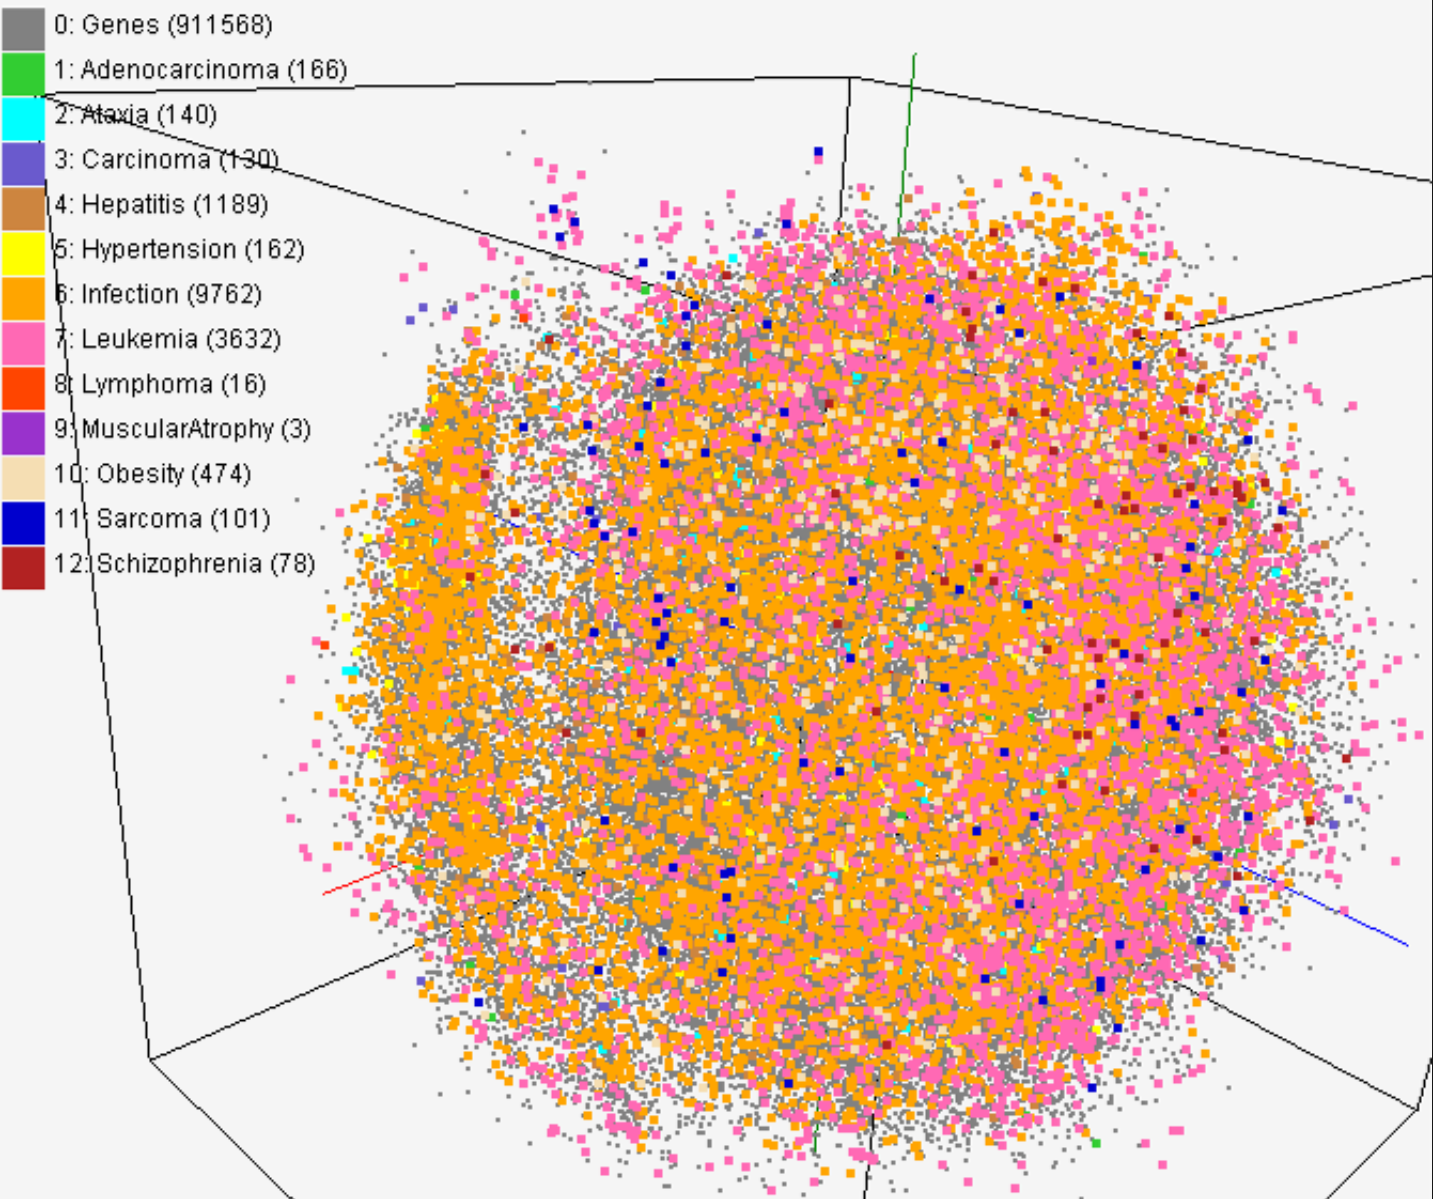 0: Genes (911568)
1: Adenocarcinoma (166)
2: Ataxia (140)
3: Carcinoma (130)
4: Hepatitis (1189)
5: Hypertension (162)
6: Infection (9762)
7: Leukemia (3632)
8: Lymphoma (16)
9: MuscularAtrophy (3)
10: Obesity (474)
11: Sarcoma (101)
12: Schizophrenia (78)